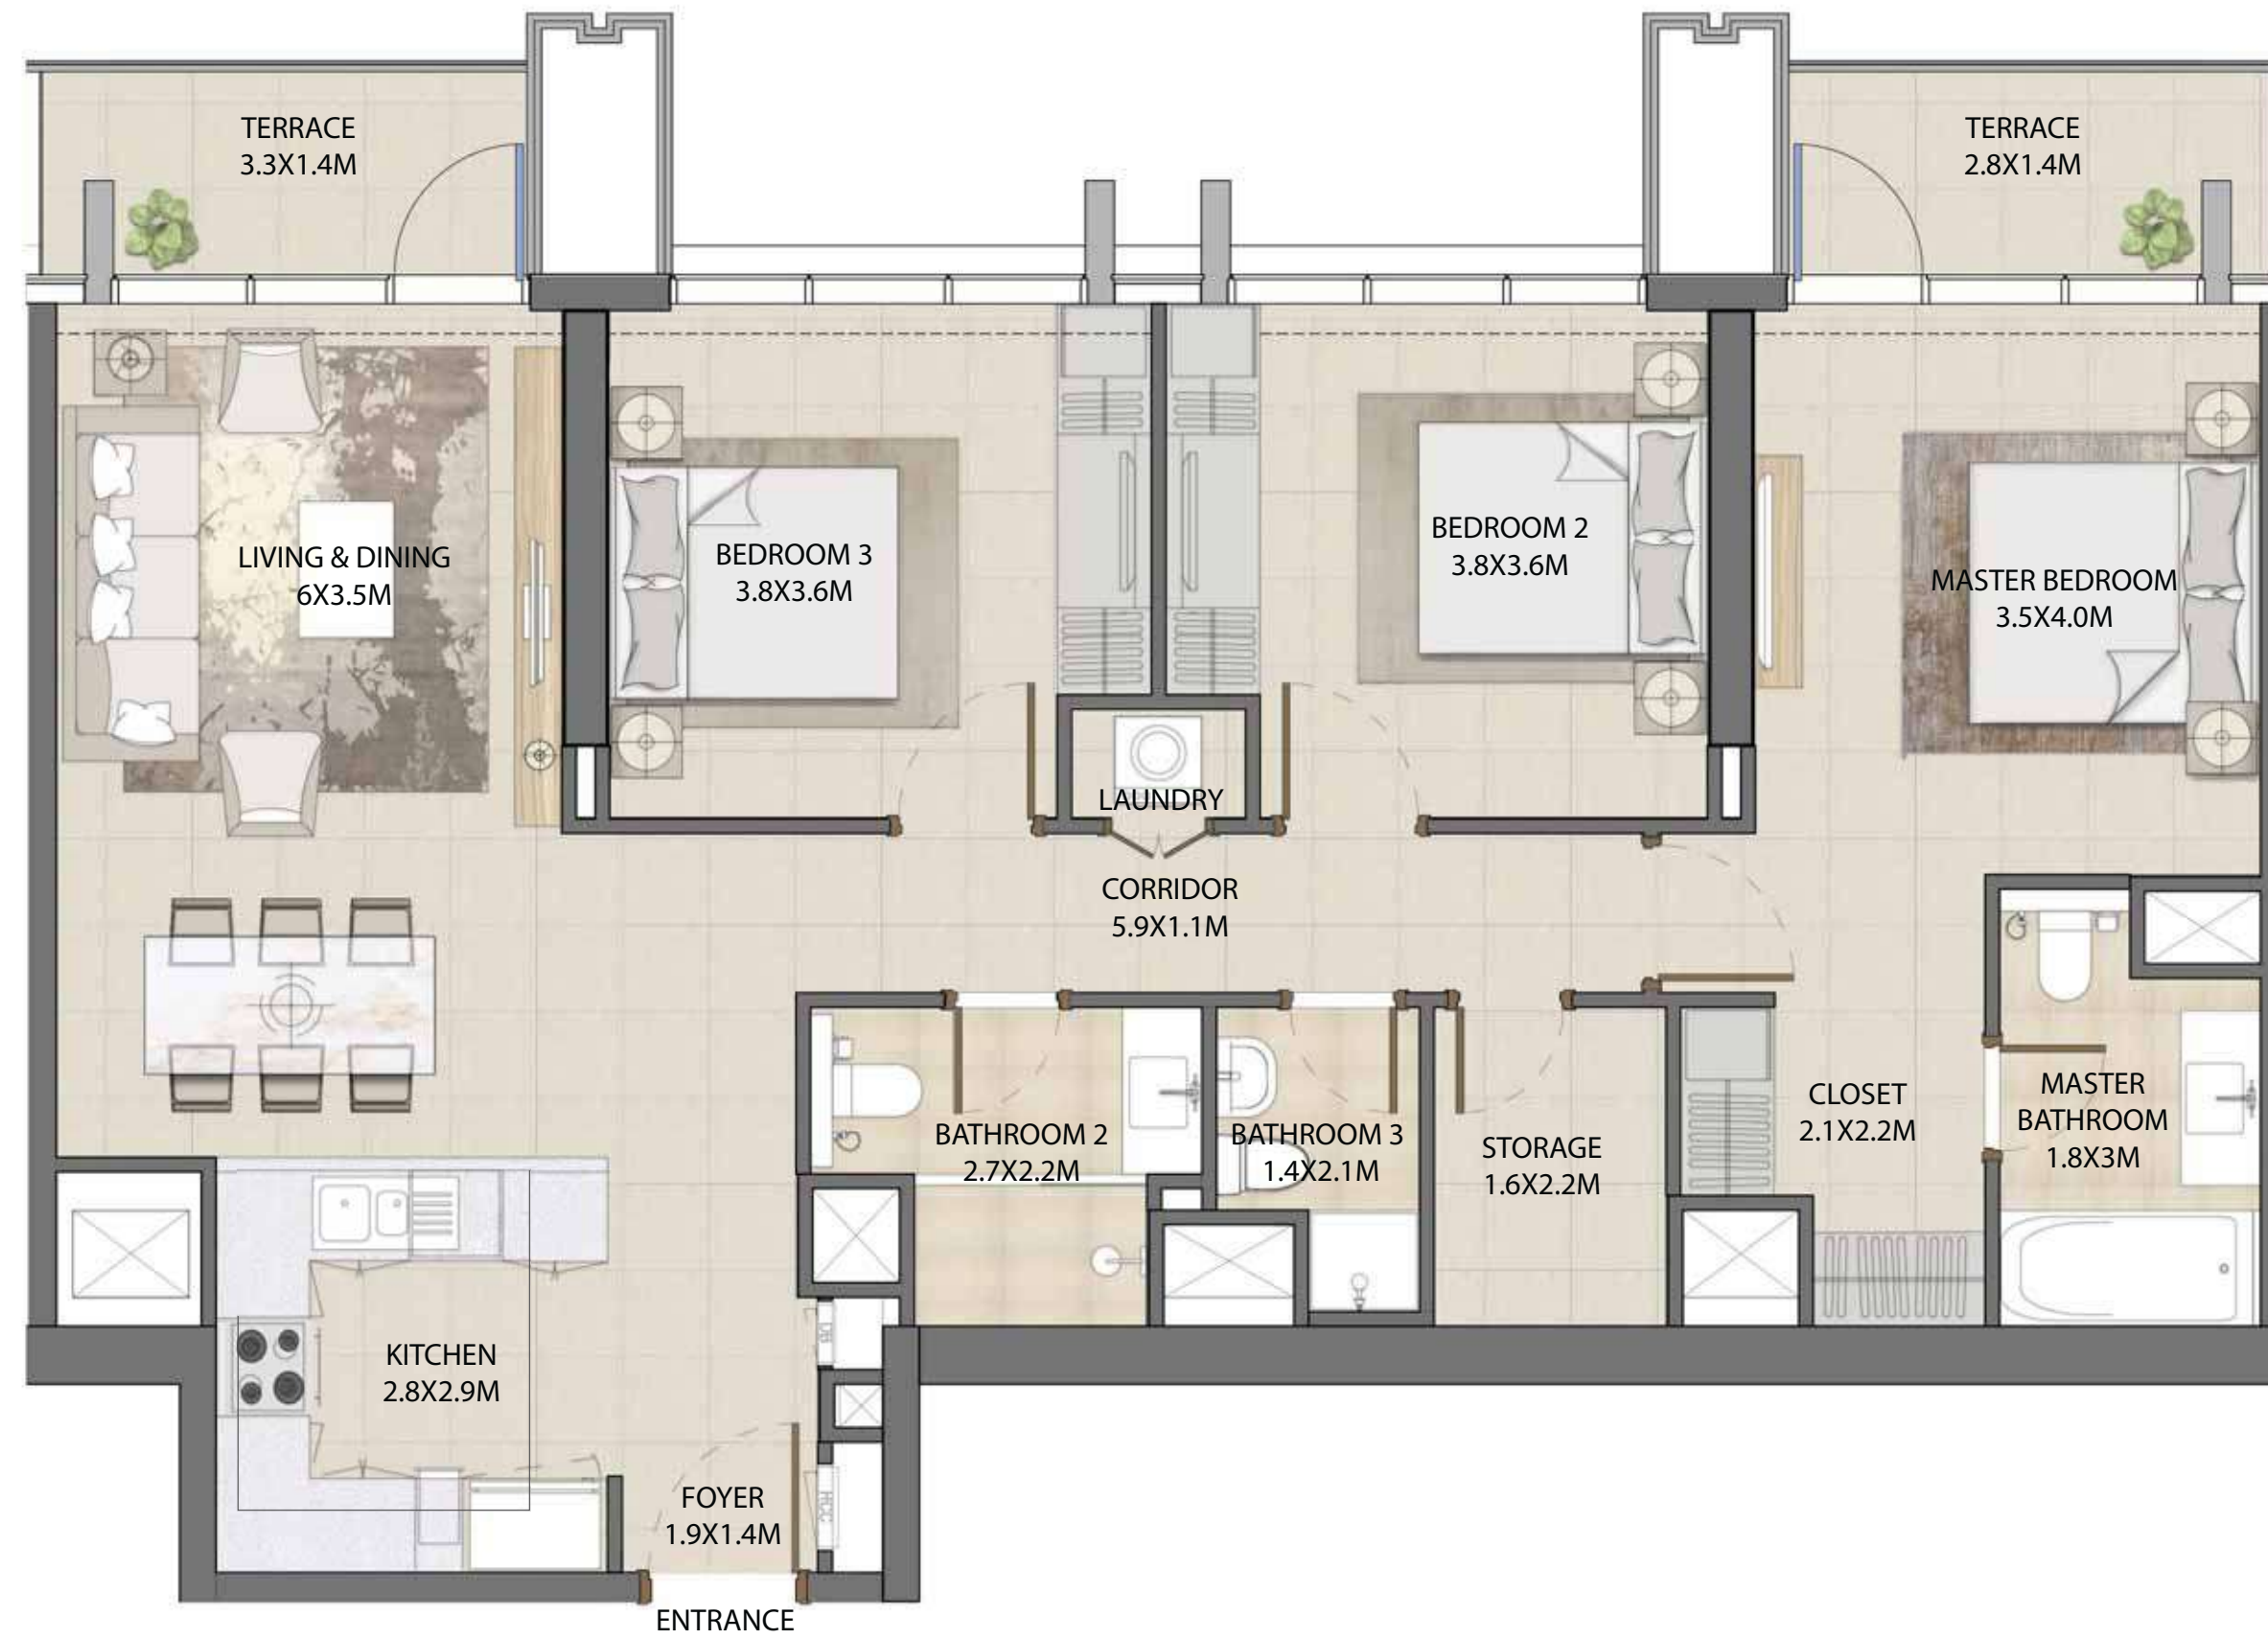 TERRACE
3.3X1.4M
TERRACE
2.8X1.4M
LIVING & DINING
6X3.5M
BEDROOM 3
3.8X3.6M
BEDROOM 2
3.8X3.6M
MASTER BEDROOM
3.5X4.0M
LAUNDRY
CORRIDOR
5.9X1.1M
BATHROOM 2
2.7X2.2M
BATHROOM 3
1.4X2.1M
STORAGE
1.6X2.2M
CLOSET
2.1X2.2M
MASTER
BATHROOM
1.8X3M
KITCHEN
2.8X2.9M
DB
FOYER
1.9X1.4M
ENTRANCE